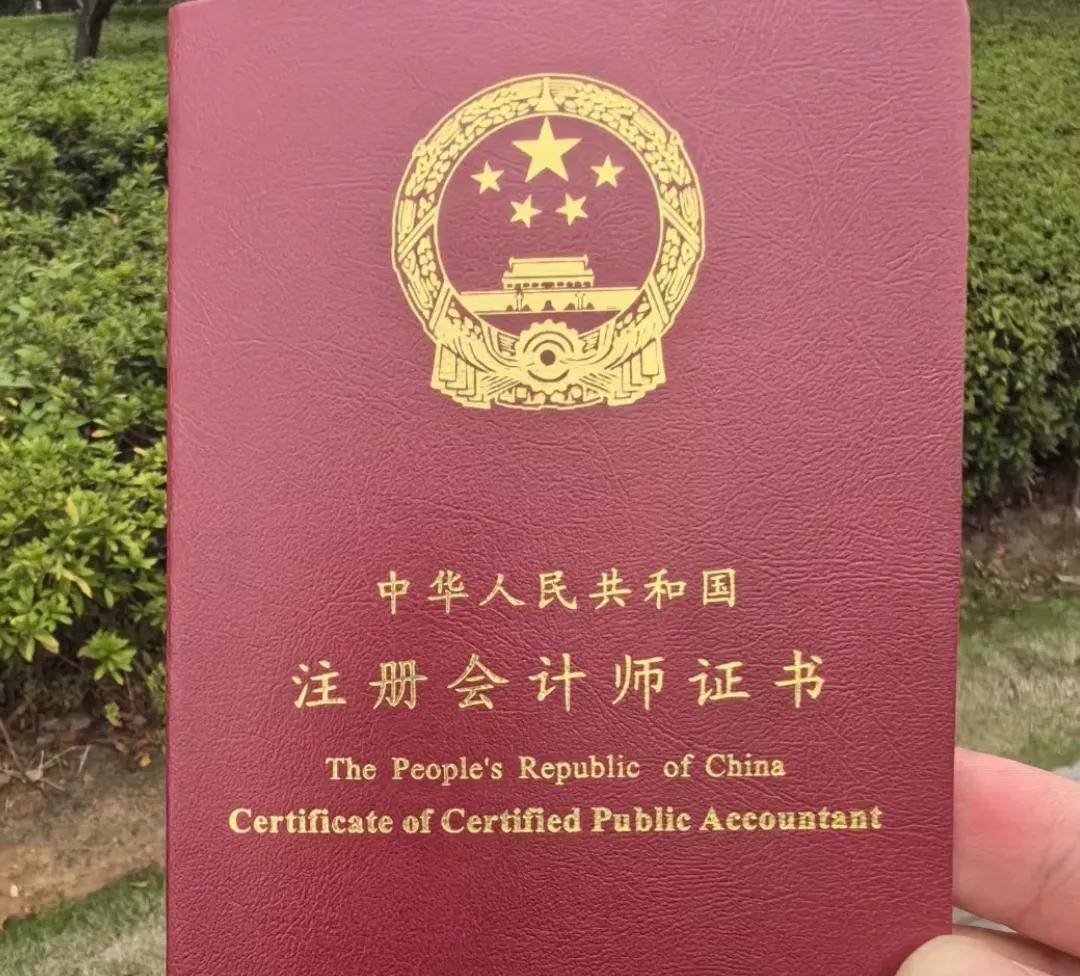 中华人民共和国
注册会计师证书
The People's Republic of China
Certificate of Certified Public Accountant